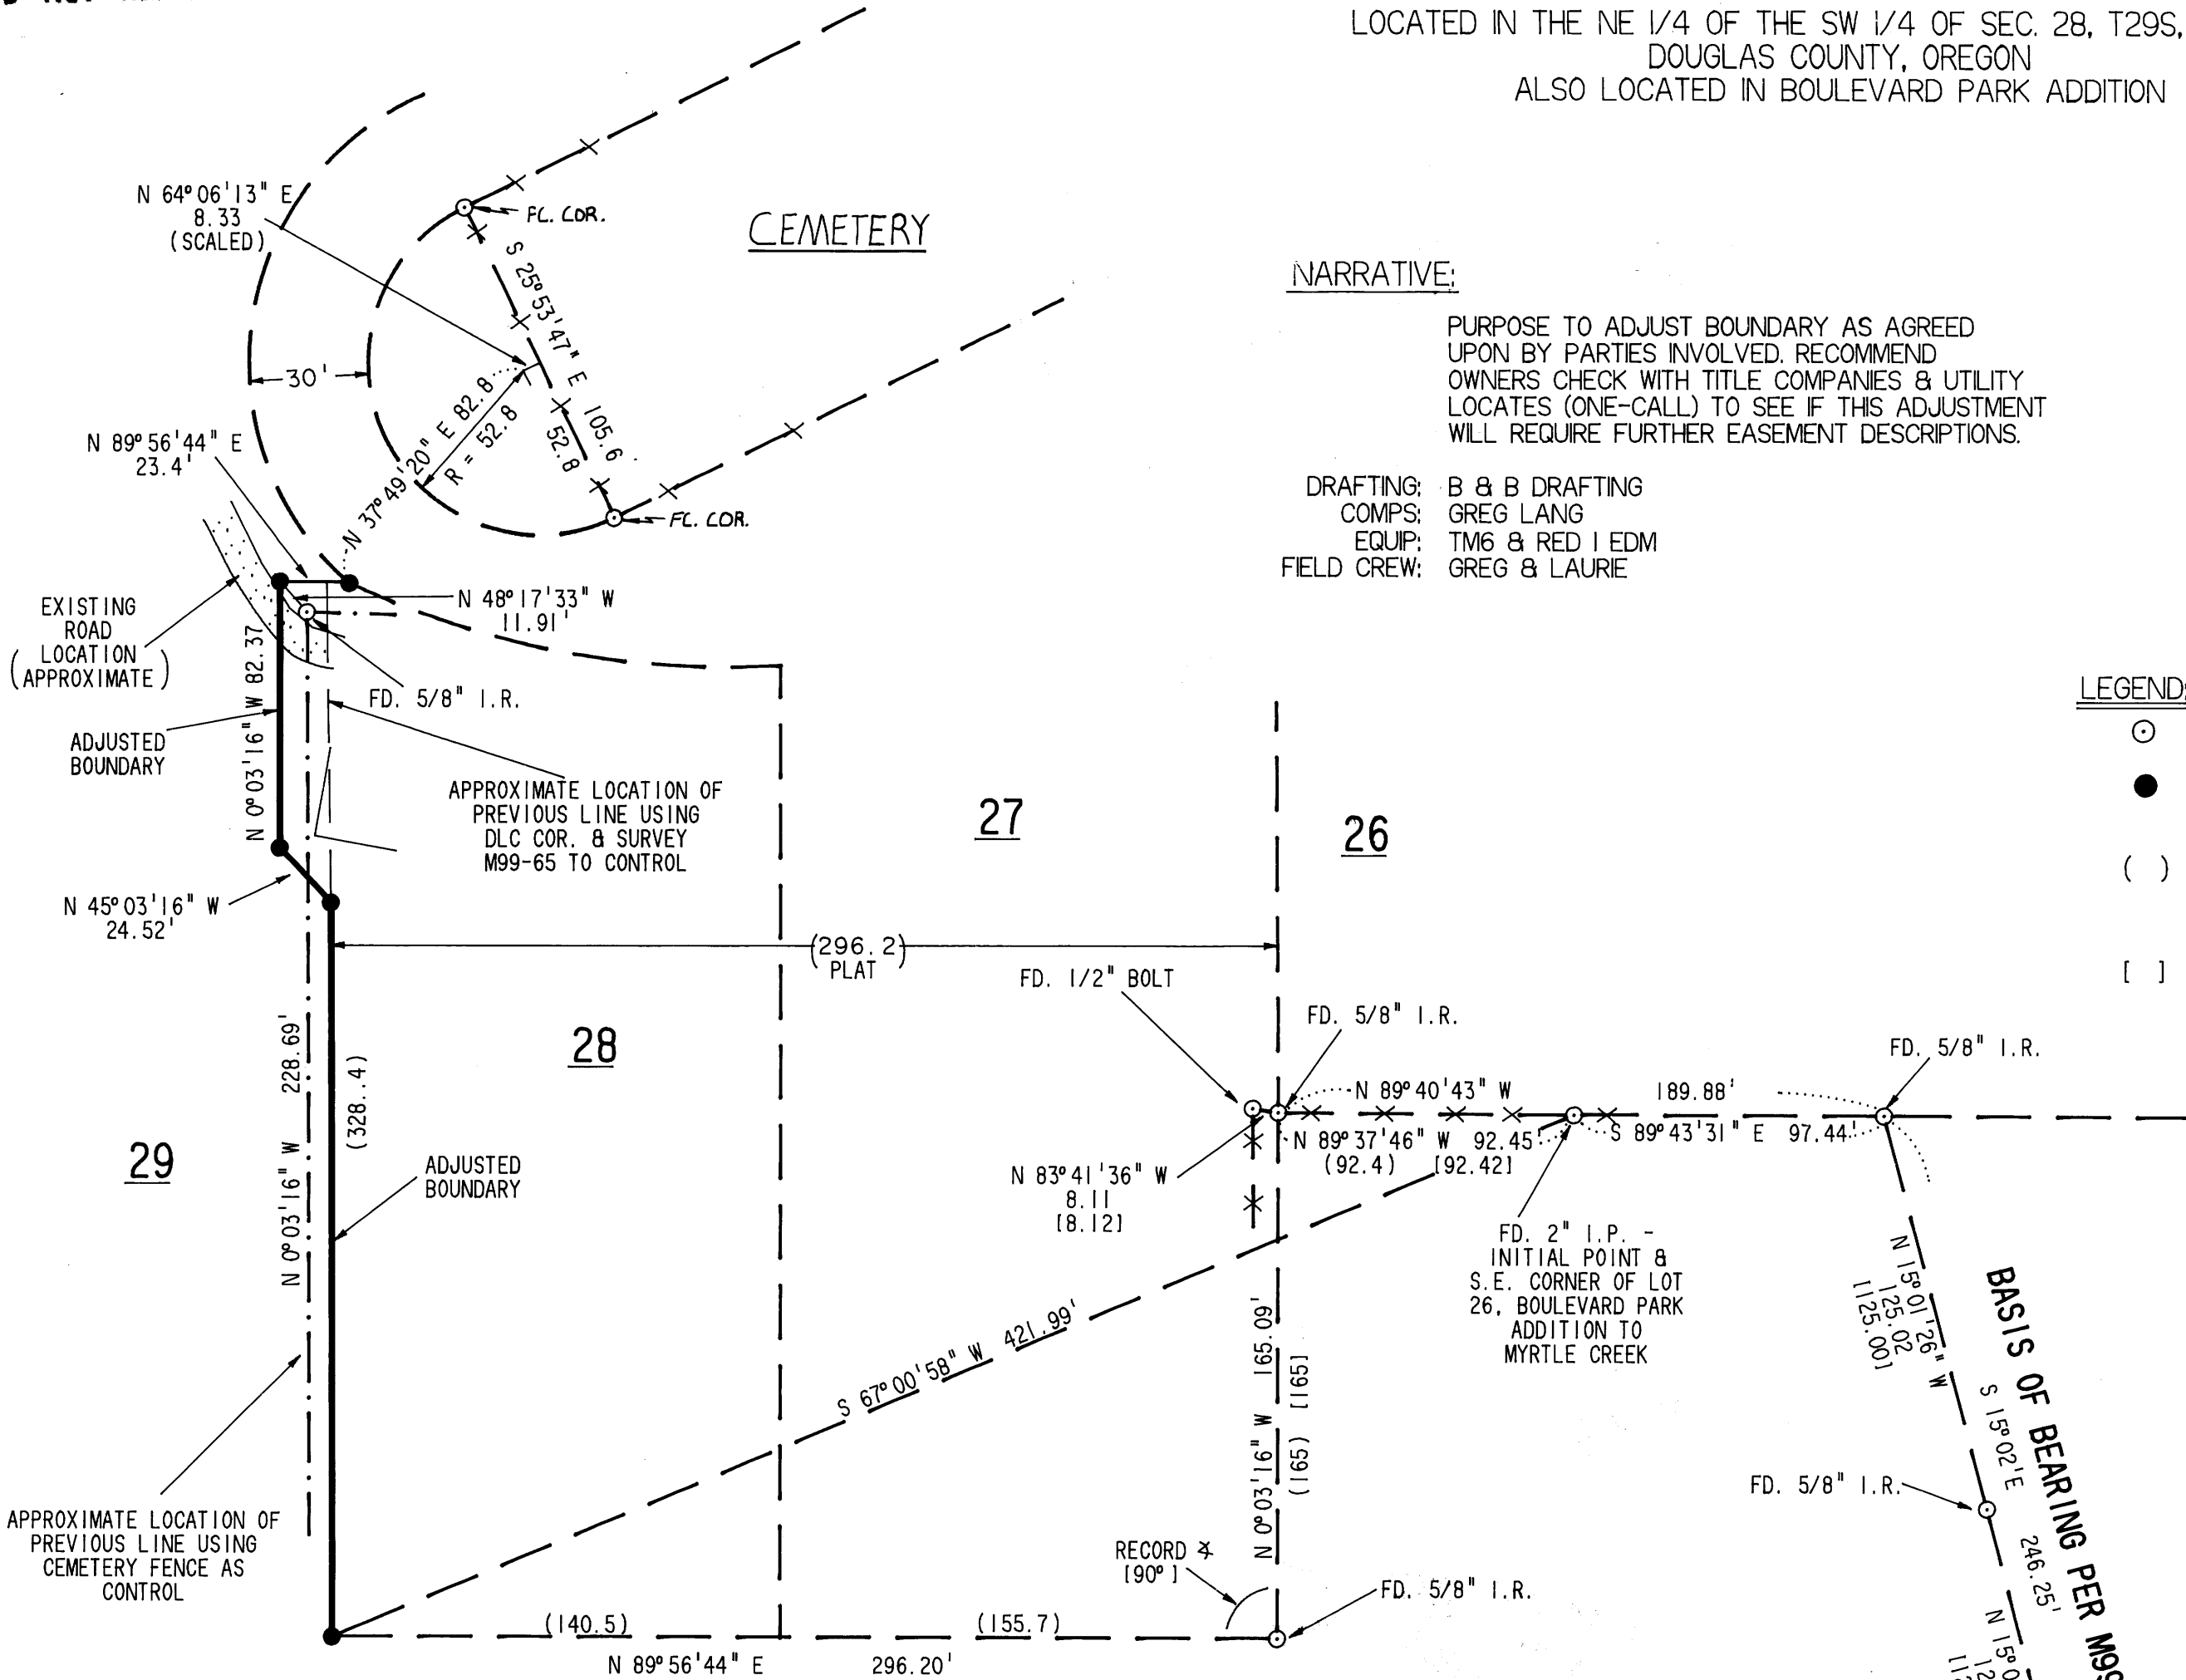 LOCATED IN THE NE 1/4 OF THE SW 1/4 OF SEC. 28, T29S,
DOUGLAS COUNTY, OREGON
ALSO LOCATED IN BOULEVARD PARK ADDITION
N 64° 06'13" E
8.33
(SCALED)
FC. COR.
CEMETERY
S 25° 53'47" E 105.6
52.8
30'
N 37° 49'20" E 82.8
R = 52.8
FC. COR.
N 89° 56'44" E
23.4'
NARRATIVE:
PURPOSE TO ADJUST BOUNDARY AS AGREED
UPON BY PARTIES INVOLVED. RECOMMEND
OWNERS CHECK WITH TITLE COMPANIES & UTILITY
LOCATES (ONE-CALL) TO SEE IF THIS ADJUSTMENT
WILL REQUIRE FURTHER EASEMENT DESCRIPTIONS.
DRAFTING: B & B DRAFTING
COMPS: GREG LANG
EQUIP: TM6 & RED 1 EDM
FIELD CREW: GREG & LAURIE
EXISTING
ROAD
LOCATION
(APPROXIMATE)
N 48° 17'33" W
11.91'
FD. 5/8" I.R.
N 0° 03'16" W 82.37
ADJUSTED
BOUNDARY
APPROXIMATE LOCATION OF
PREVIOUS LINE USING
DLC COR. & SURVEY
M99-65 TO CONTROL
LEGEND:
( )
[ ]
27
26
N 45° 03'16" W
24.52'
(296.2)
PLAT
28
29
N 0° 03'16" W 228.69'
(328..4)
ADJUSTED
BOUNDARY
FD. 1/2" BOLT
FD. 5/8" I.R.
FD. 5/8" I.R.
N 89° 40'43" W 189.88'
N 89° 37'46" W 92.45'
(92.4) [92.42]
S 89° 43'31" E 97.44'
N 83° 41'36" W
8.11
[8.12]
FD. 2" I.P. -
INITIAL POINT &
S.E. CORNER OF LOT
26, BOULEVARD PARK
ADDITION TO
MYRTLE CREEK
S 67° 00'58" W 421.99'
N 0° 03'16" W 165.09'
(165) [165]
N 15° 01'26" W
125.02
[125.00]
BASIS OF BEARING PER M99
S 15° 02'E 246.25'
FD. 5/8" I.R.
N 15°0
APPROXIMATE LOCATION OF
PREVIOUS LINE USING
CEMETERY FENCE AS
CONTROL
RECORD ∡
[90°]
FD. 5/8" I.R.
(140.5) (155.7)
N 89° 56'44" E 296.20'